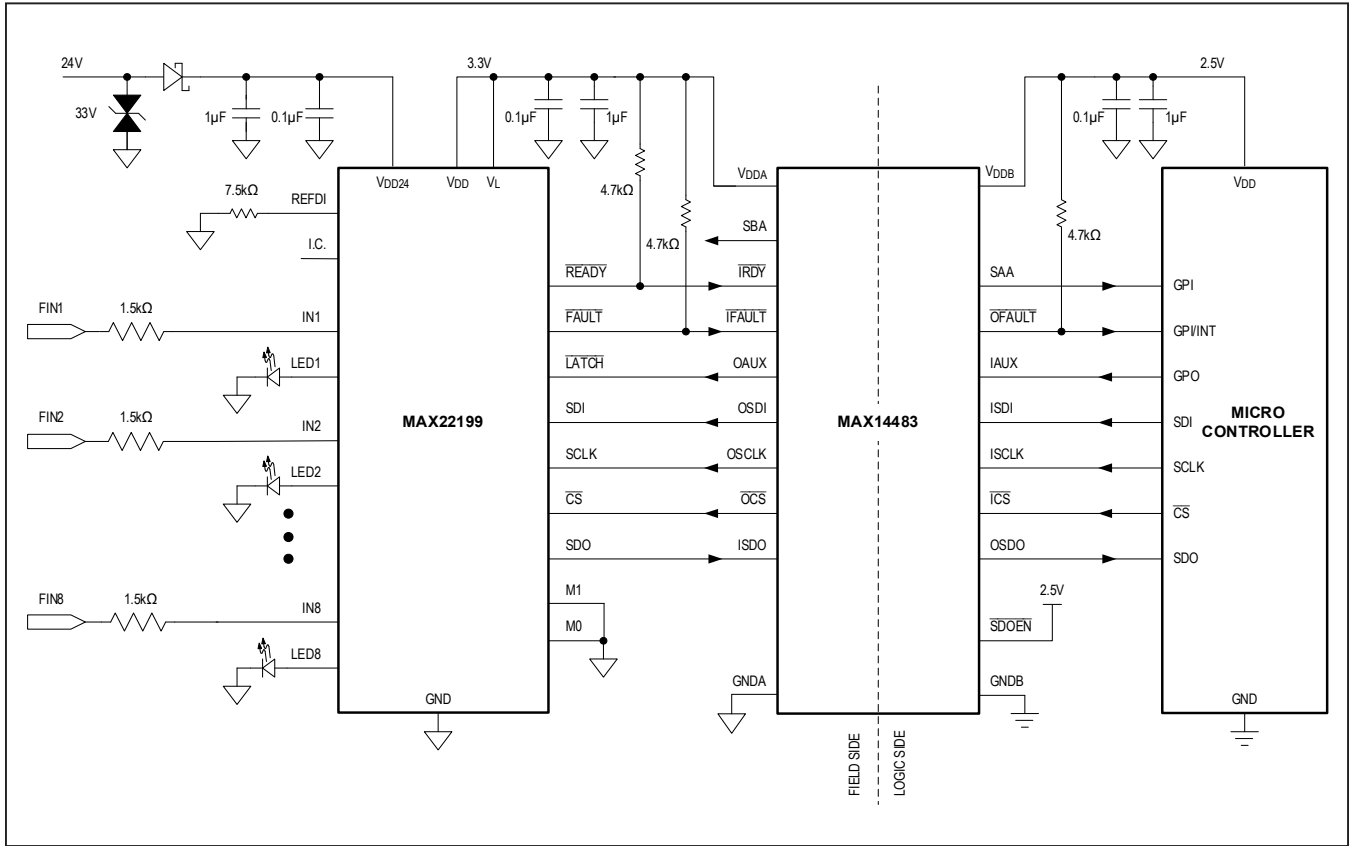 24V
33V
1µF
0.1µF
3.3V
0.1µF
1µF
4.7kΩ
4.7kΩ
2.5V
0.1µF
1µF
4.7kΩ
VDD24
VDD
VL
7.5kΩ
REFDI
I.C.
FIN1
1.5kΩ
IN1
LED1
FIN2
1.5kΩ
IN2
LED2
FIN8
1.5kΩ
IN8
LED8
GND
MAX22199
READY
FAULT
LATCH
SDI
SCLK
CS
SDO
M1
M0
VDDA
SBA
IRDY
IFAULT
OAUX
OSDI
OSCLK
OCS
ISDO
GNDA
MAX14483
FIELD SIDE
LOGIC SIDE
VDDB
SAA
OFAULT
IAUX
ISDI
ISCLK
ICS
OSDO
2.5V
SDOEN
GNDB
VDD
GPI
GPI/INT
GPO
SDI
SCLK
CS
SDO
MICRO
CONTROLLER
GND